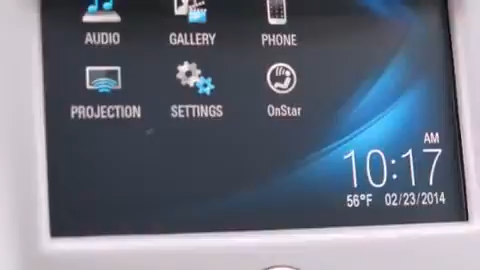 AUDIO GALLERY PHONE
PROJECTION SETTINGS OnStar
AM
10:17
56°F 02/23/2014